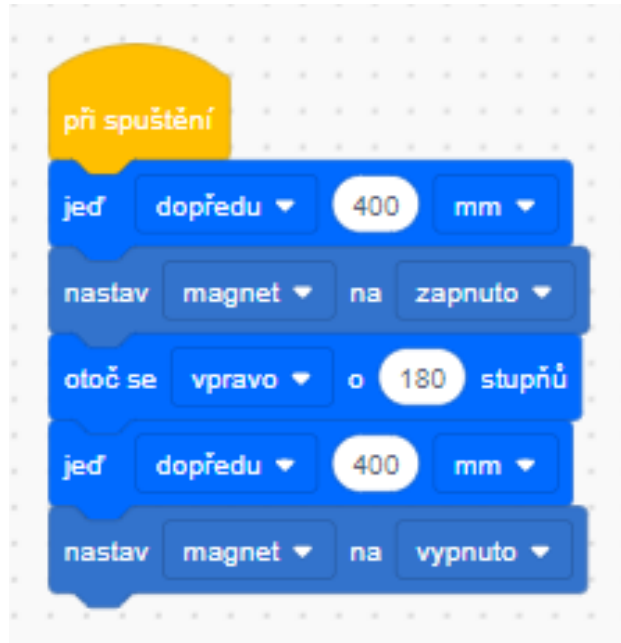 při spuštění
jeď dopředu 400 mm
nastav magnet na zapnuto
otoč se vpravo o 180 stupňů
jeď dopředu 400 mm
nastav magnet na vypnuto